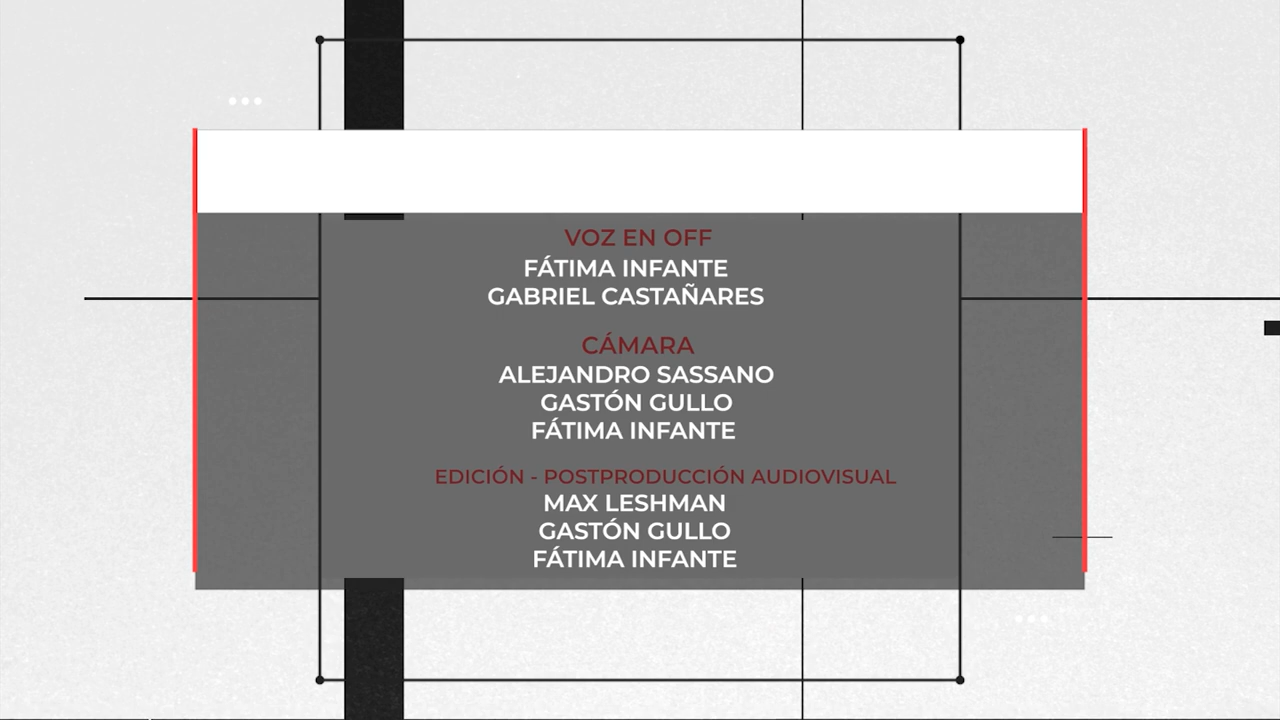 VOZ EN OFF
FÁTIMA INFANTE
GABRIEL CASTAÑARES
CÁMARA
ALEJANDRO SASSANO
GASTÓN GULLO
FÁTIMA INFANTE
EDICIÓN - POSTPRODUCCIÓN AUDIOVISUAL
MAX LESHMAN
GASTÓN GULLO
FÁTIMA INFANTE